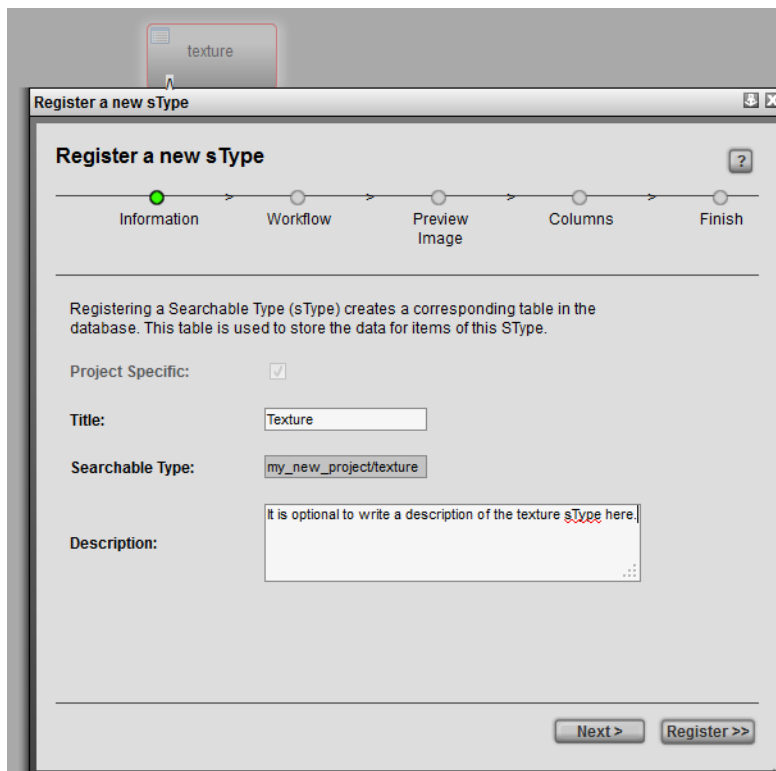 texture
Register a new sType
Register a new sType
?
> > > >
Information Workflow Preview Image Columns Finish
Registering a Searchable Type (sType) creates a corresponding table in the
database. This table is used to store the data for items of this SType.
Project Specific:
Title: Texture
Searchable Type: my_new_project/texture
Description: It is optional to write a description of the texture sType here.
Next > Register >>